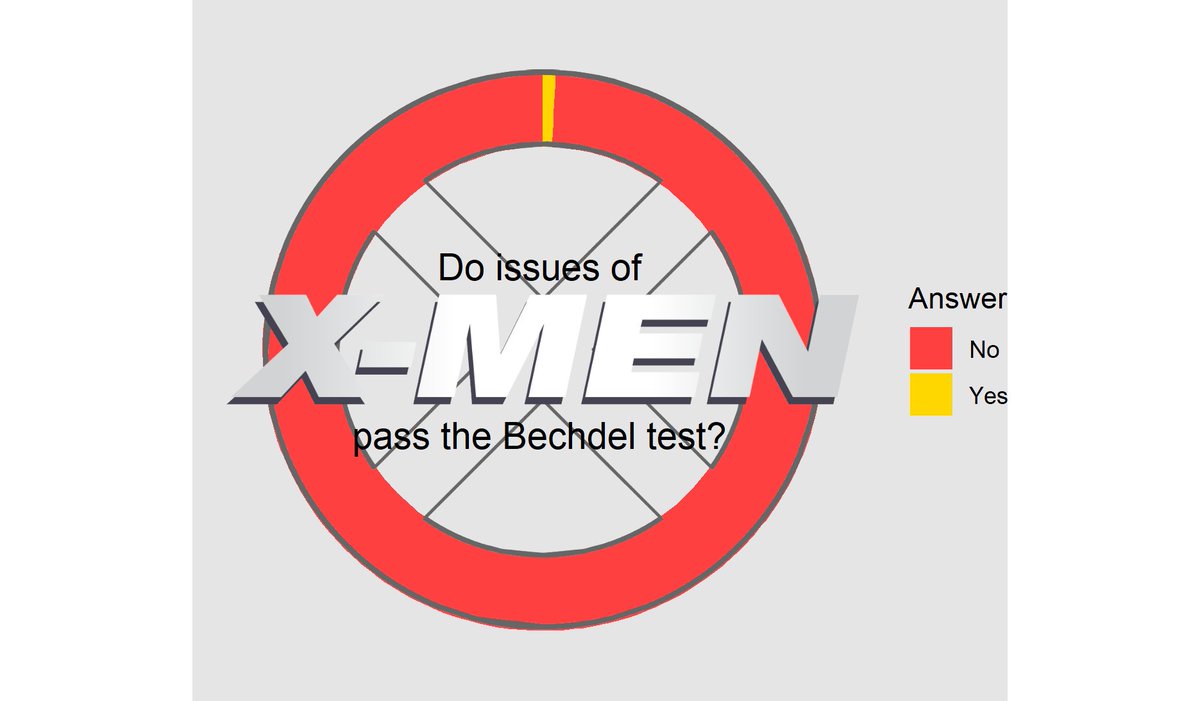 Do issues of
X-MEN
pass the Bechdel test?
Answer
No
Yes